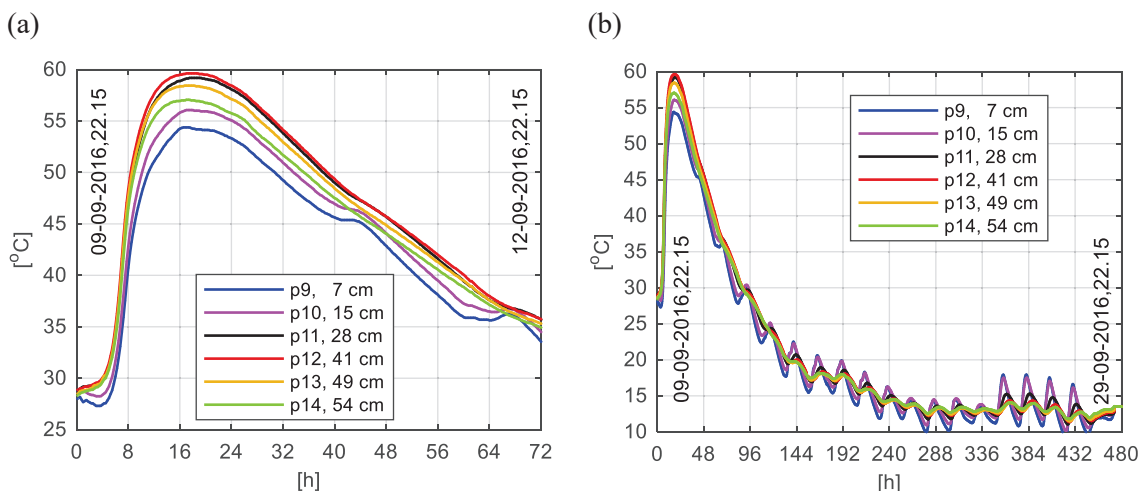 (a)
60
55
50
45
40
35
30
25
[°C]
09-09-2016,22.15
12-09-2016,22.15
p9, 7 cm
p10, 15 cm
p11, 28 cm
p12, 41 cm
p13, 49 cm
p14, 54 cm
0 8 16 24 32 40 48 56 64 72
[h]
(b)
60
55
50
45
40
35
30
25
20
15
10
[°C]
09-09-2016,22.15
29-09-2016,22.15
p9, 7 cm
p10, 15 cm
p11, 28 cm
p12, 41 cm
p13, 49 cm
p14, 54 cm
0 48 96 144 192 240 288 336 384 432 480
[h]